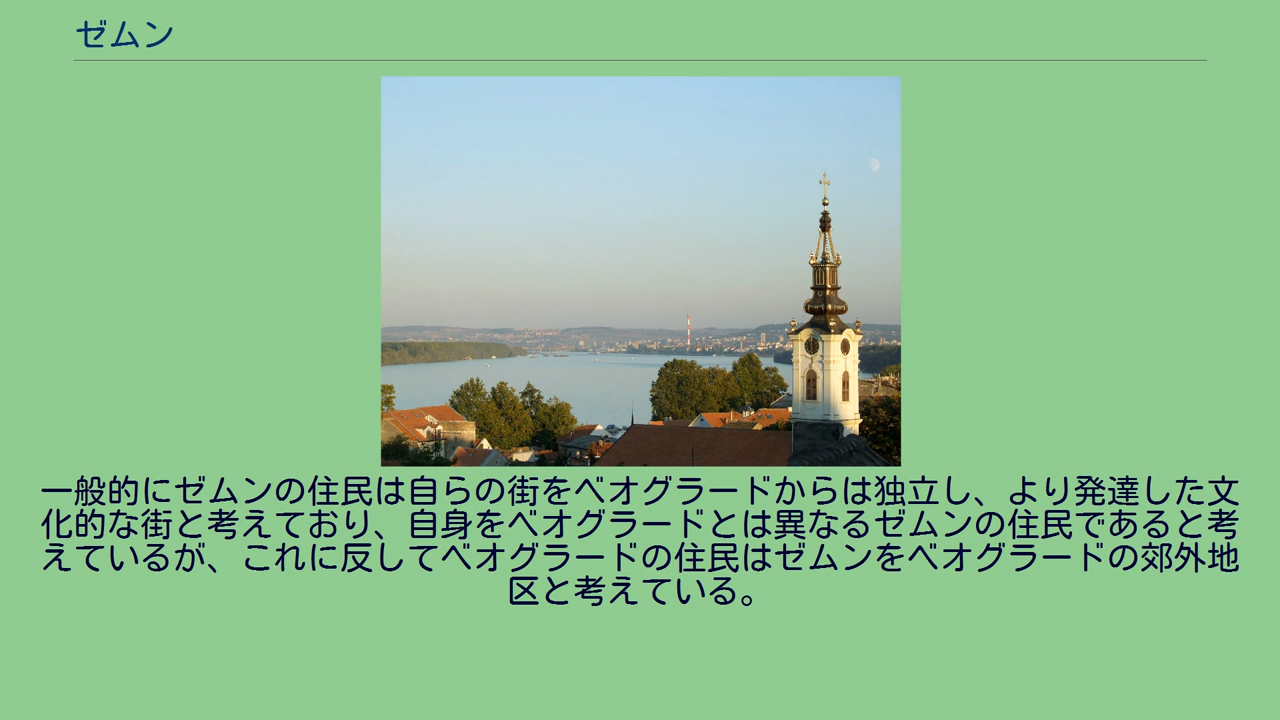 ゼムン
一般的にゼムンの住民は自らの街をベオグラードからは独立し、より発達した文
化的な街と考えており、自身をベオグラードとは異なるゼムンの住民であると考
えているが、これに反してベオグラードの住民はゼムンをベオグラードの郊外地
区と考えている。